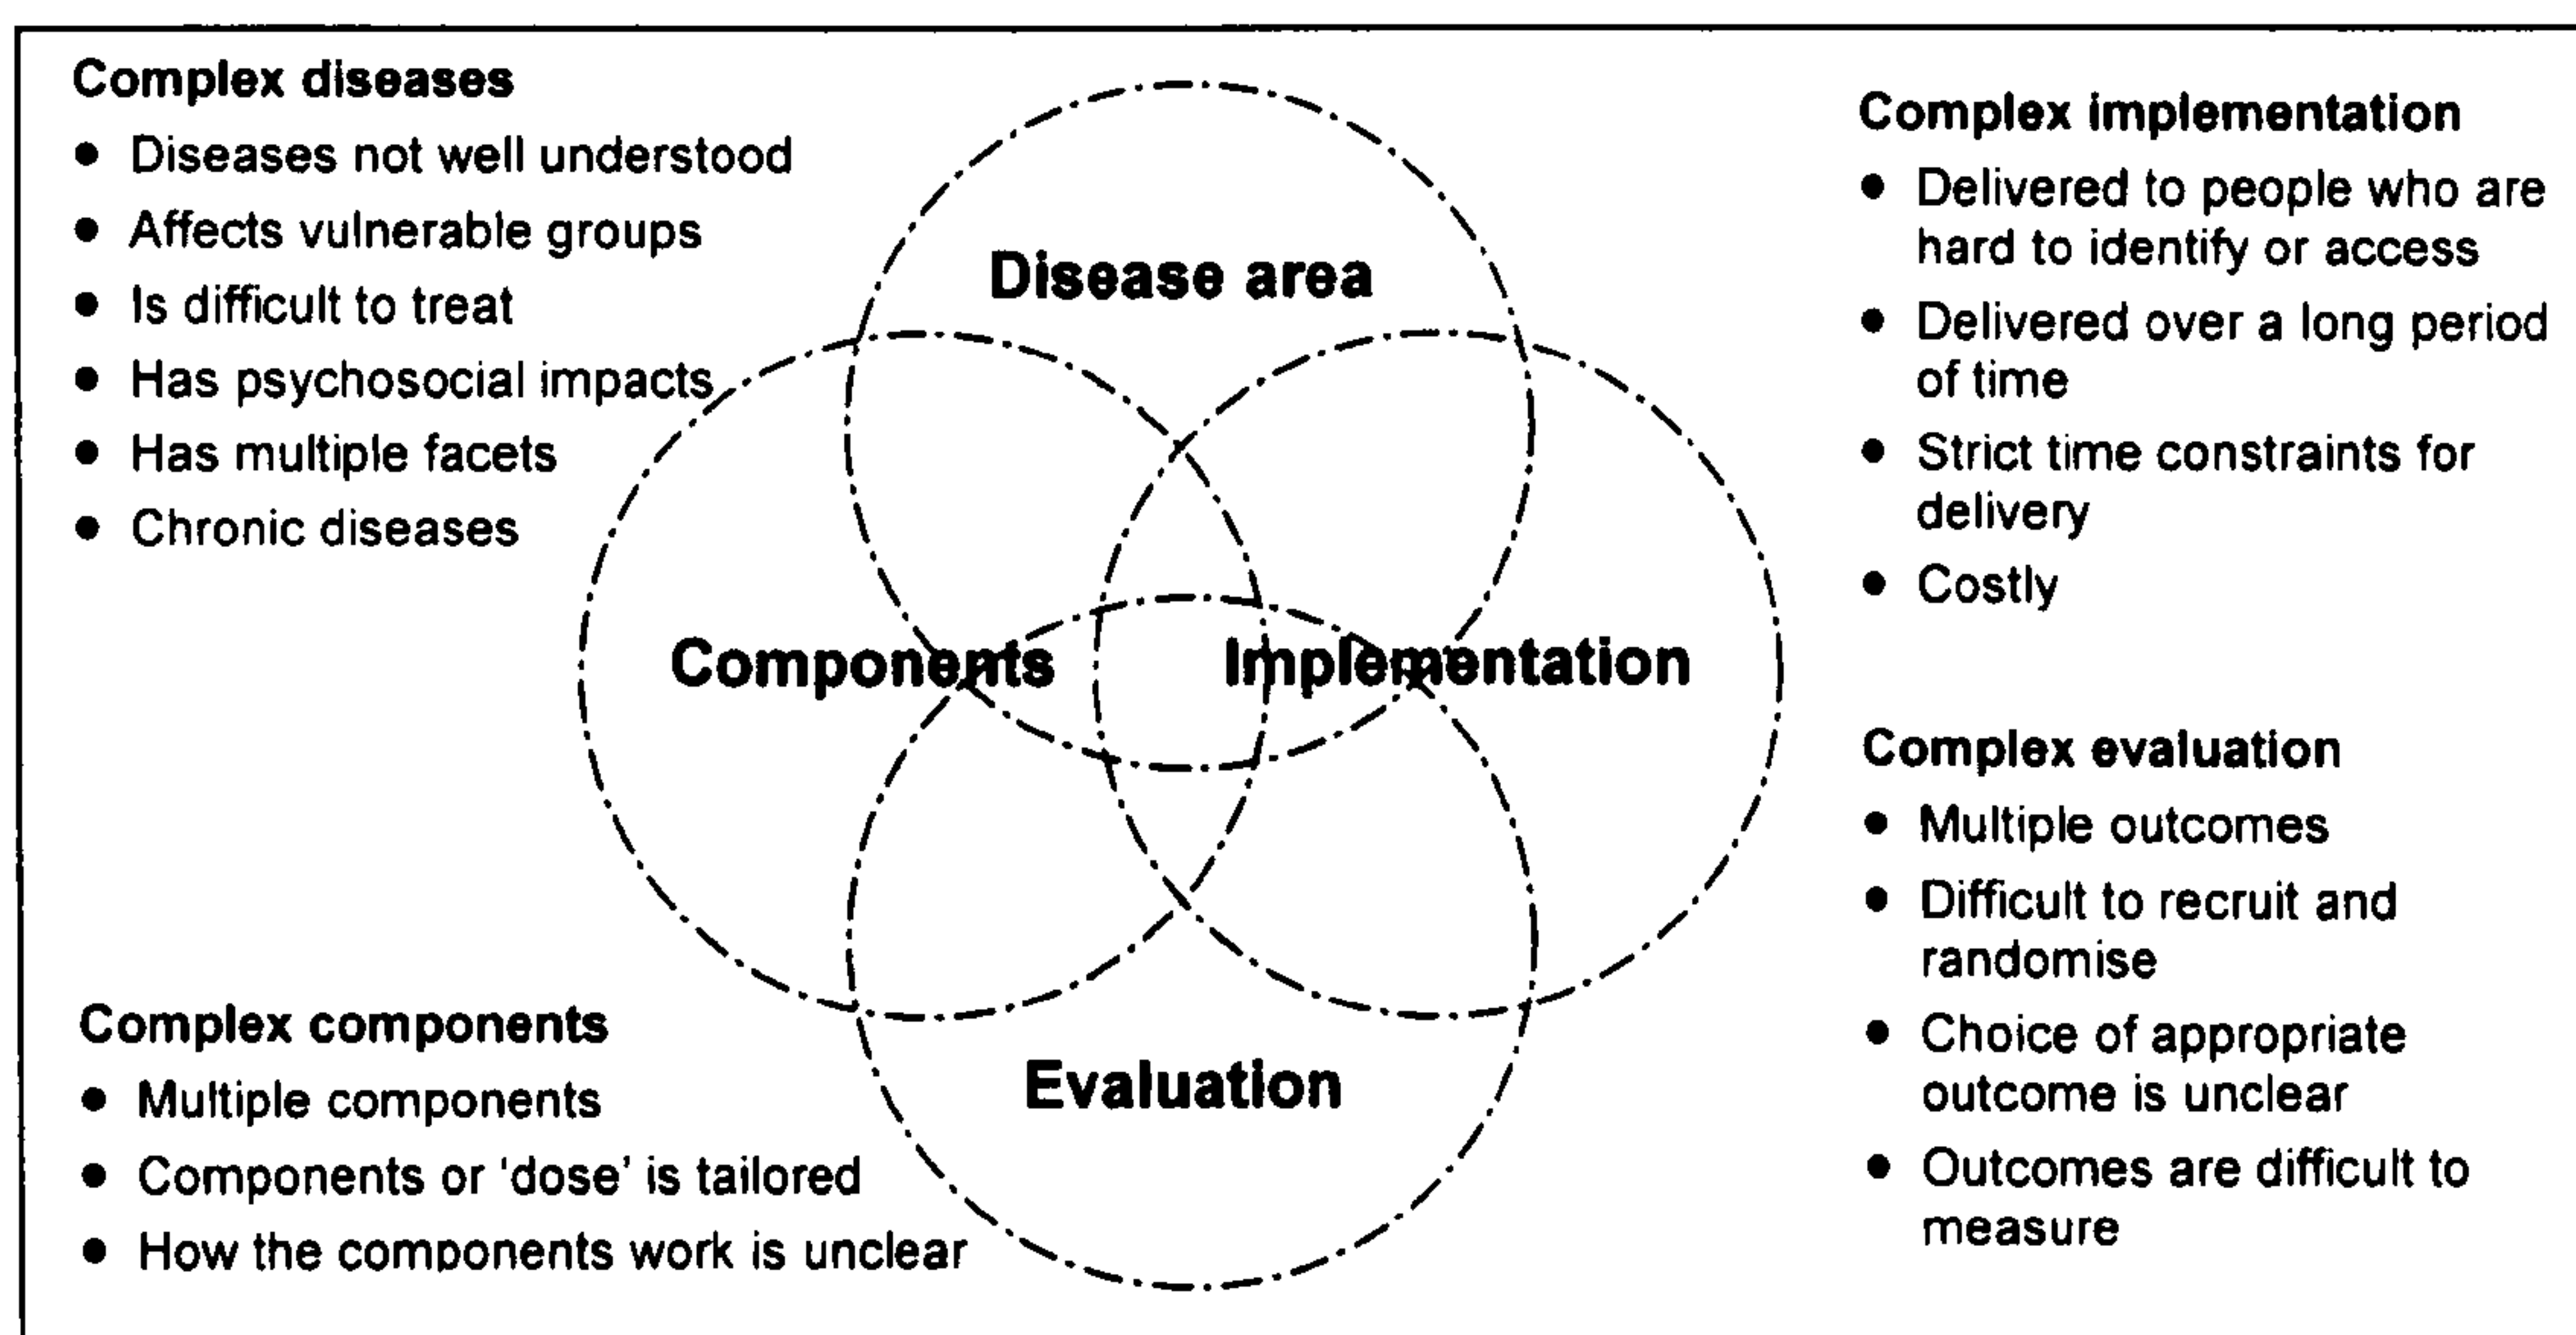 Complex diseases
● Diseases not well understood
● Affects vulnerable groups
● Is difficult to treat
● Has psychosocial impacts
● Has multiple facets
● Chronic diseases
Disease area
Components
Implementation
Evaluation
Complex implementation
● Delivered to people who are
hard to identify or access
● Delivered over a long period
of time
● Strict time constraints for
delivery
● Costly
Complex evaluation
● Multiple outcomes
● Difficult to recruit and
randomise
● Choice of appropriate
outcome is unclear
● Outcomes are difficult to
measure
Complex components
● Multiple components
● Components or 'dose' is tailored
● How the components work is unclear